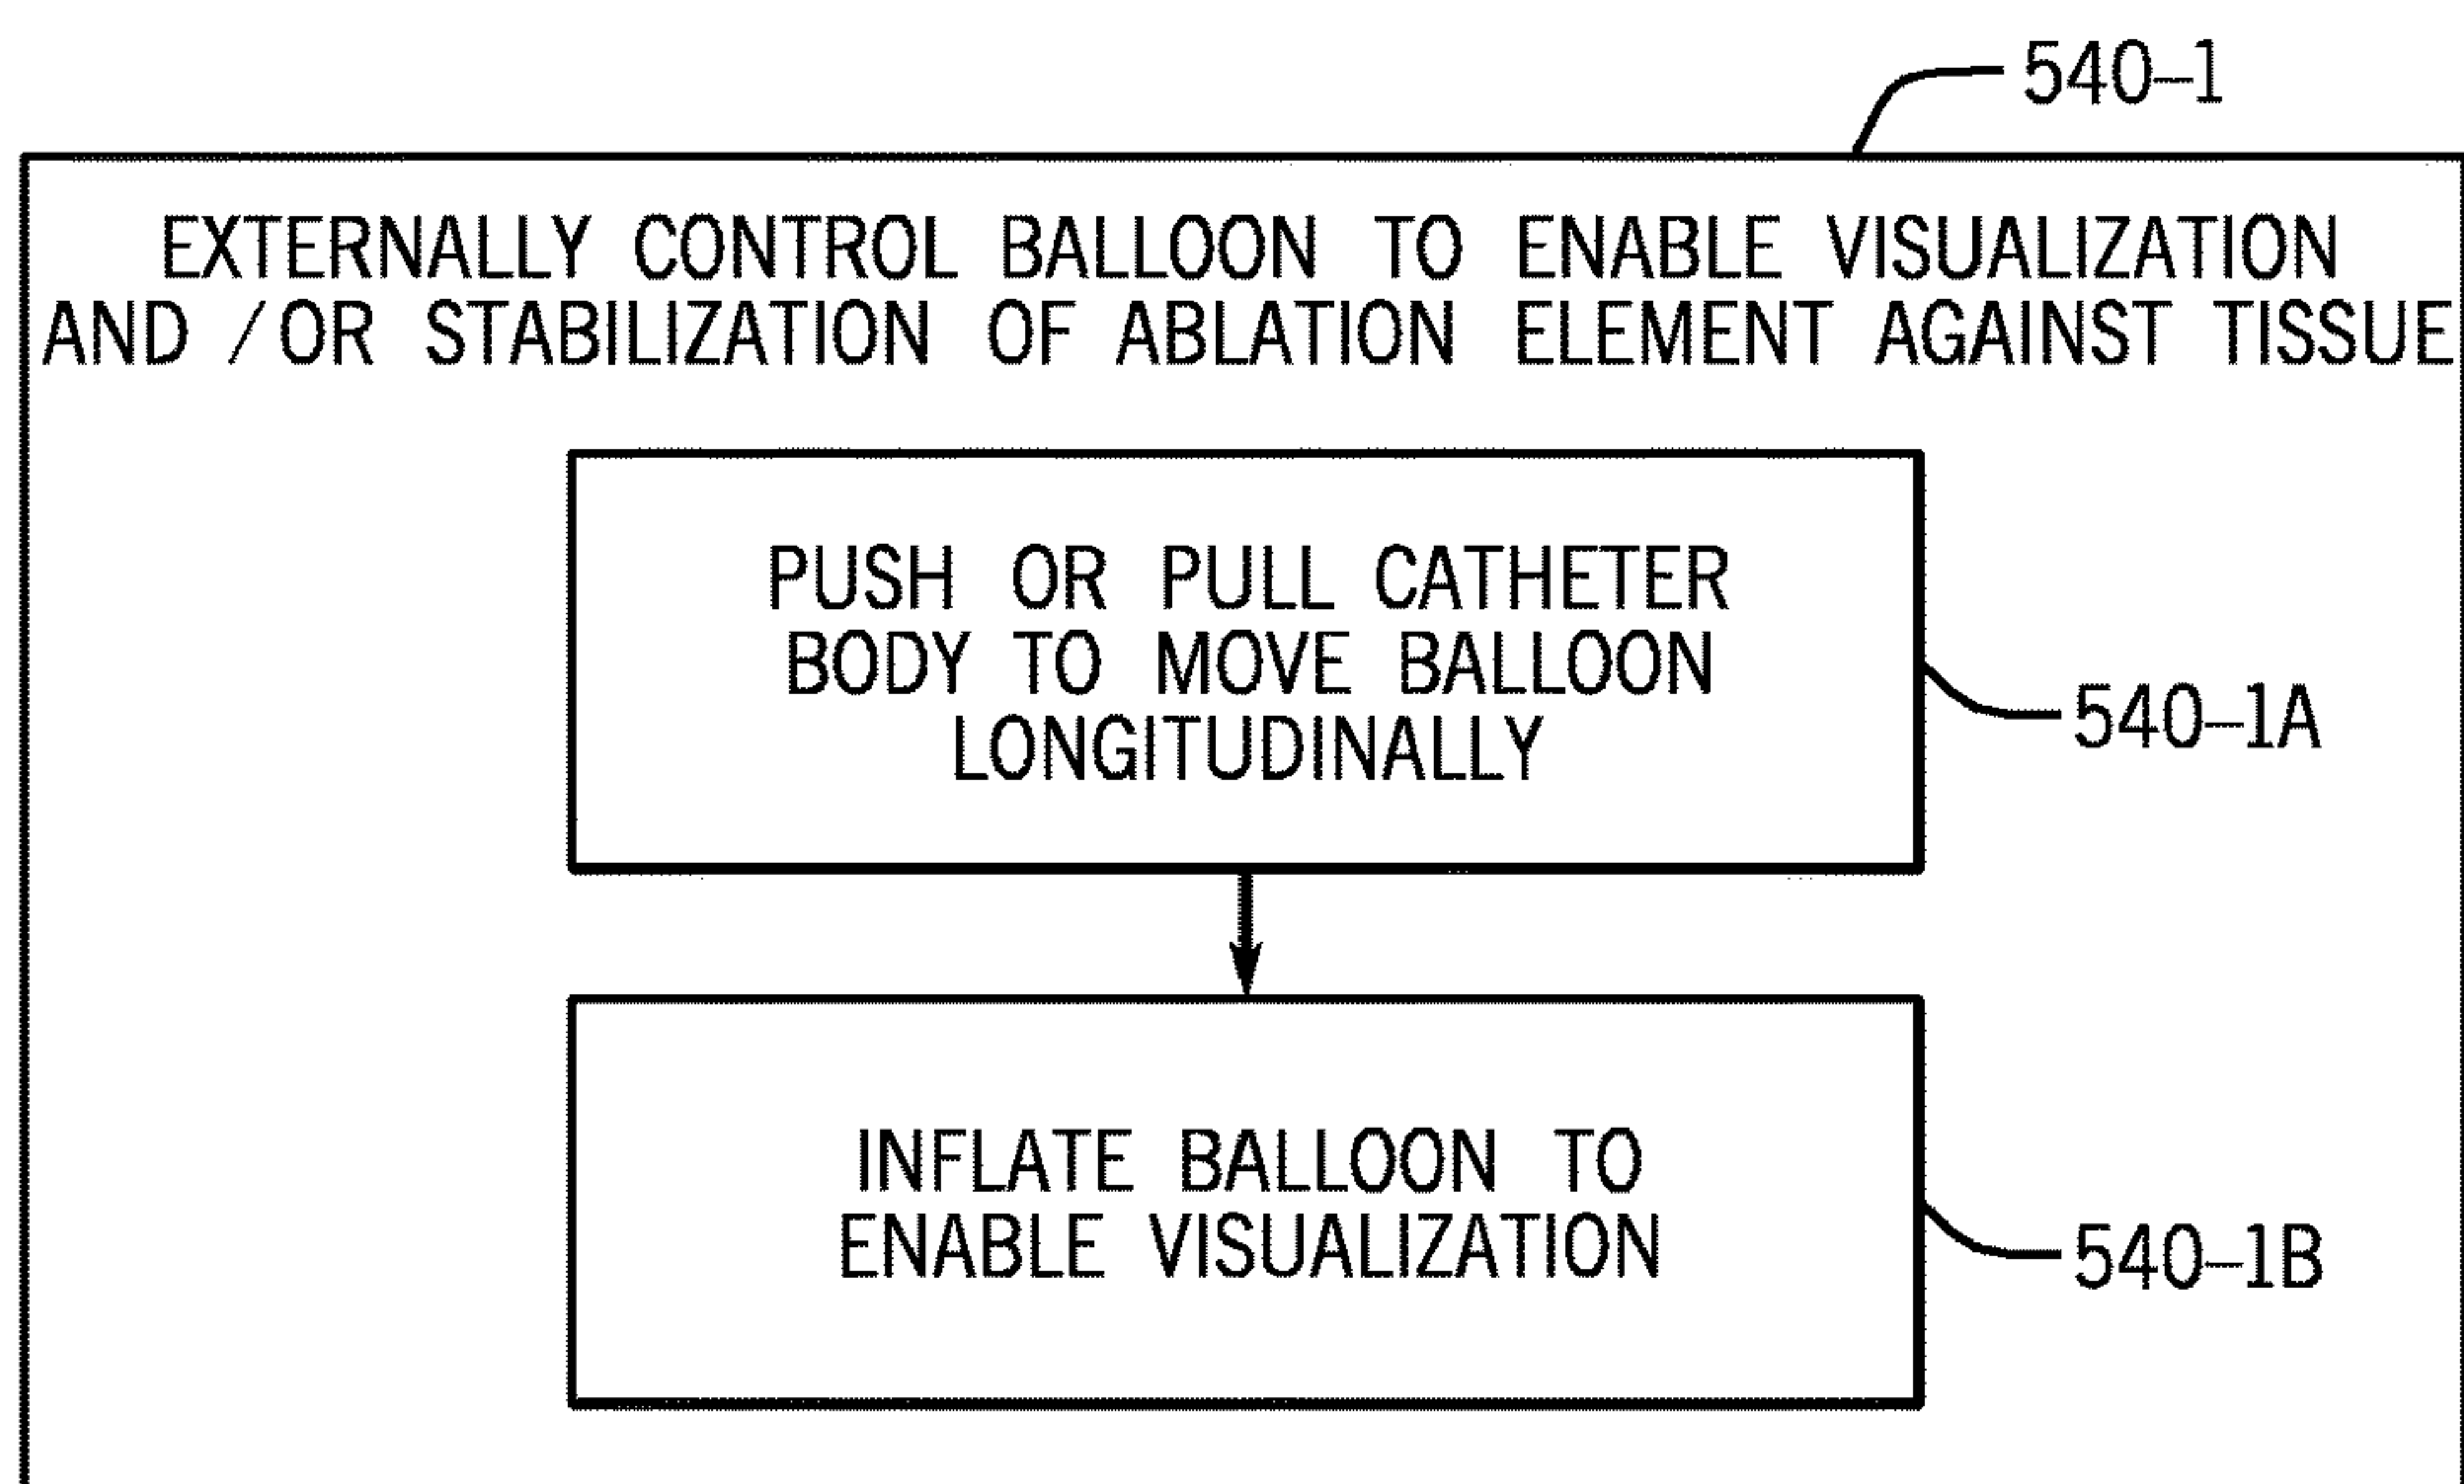 540-1
EXTERNALLY CONTROL BALLOON TO ENABLE VISUALIZATION
AND /OR STABILIZATION OF ABLATION ELEMENT AGAINST TISSUE
PUSH OR PULL CATHETER
BODY TO MOVE BALLOON
LONGITUDINALLY
540-1A
INFLATE BALLOON TO
ENABLE VISUALIZATION
540-1B